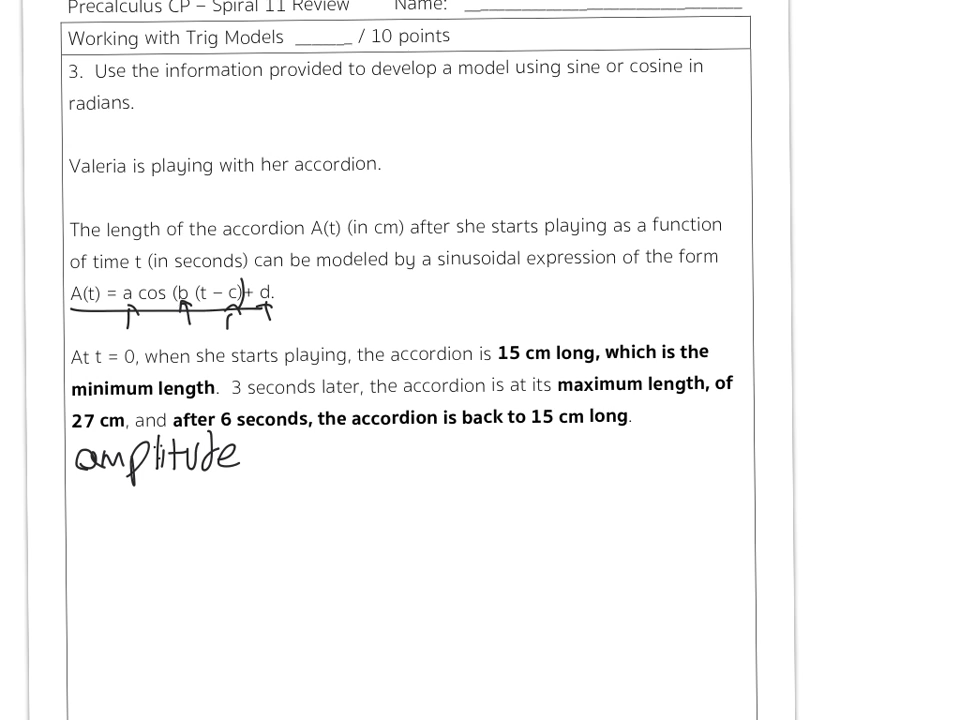 Precalculus CP – Spiral 11 Review Name: ____________________
Working with Trig Models ______ / 10 points
3. Use the information provided to develop a model using sine or cosine in
radians.
Valeria is playing with her accordion.
The length of the accordion A(t) (in cm) after she starts playing as a function
of time t (in seconds) can be modeled by a sinusoidal expression of the form
A(t) = a cos (b (t – c)) + d.
At t = 0, when she starts playing, the accordion is 15 cm long, which is the
minimum length. 3 seconds later, the accordion is at its maximum length, of
27 cm, and after 6 seconds, the accordion is back to 15 cm long.
amplitude